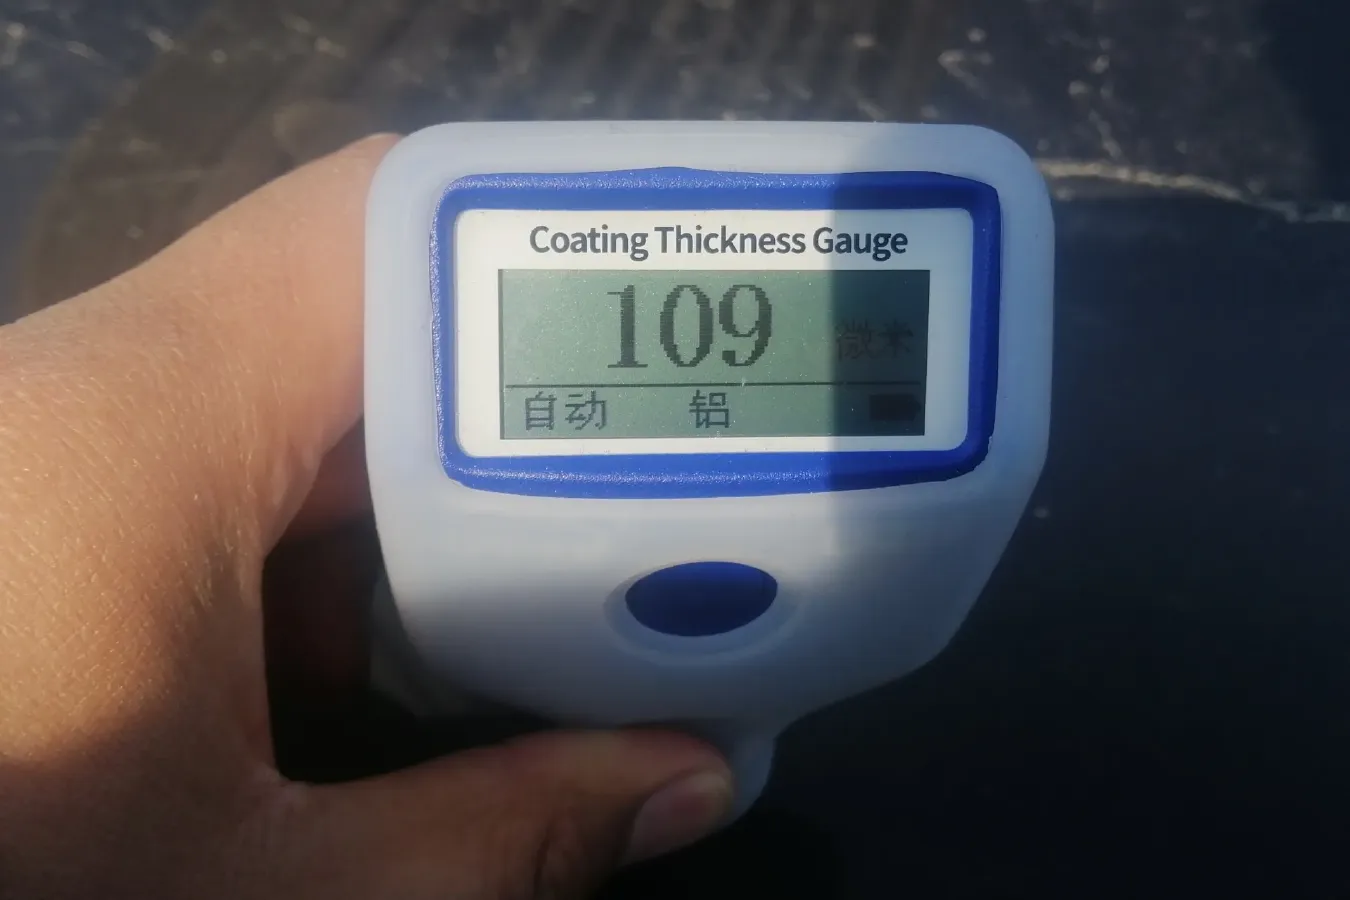 Coating Thickness Gauge
109 微米
自动 铝